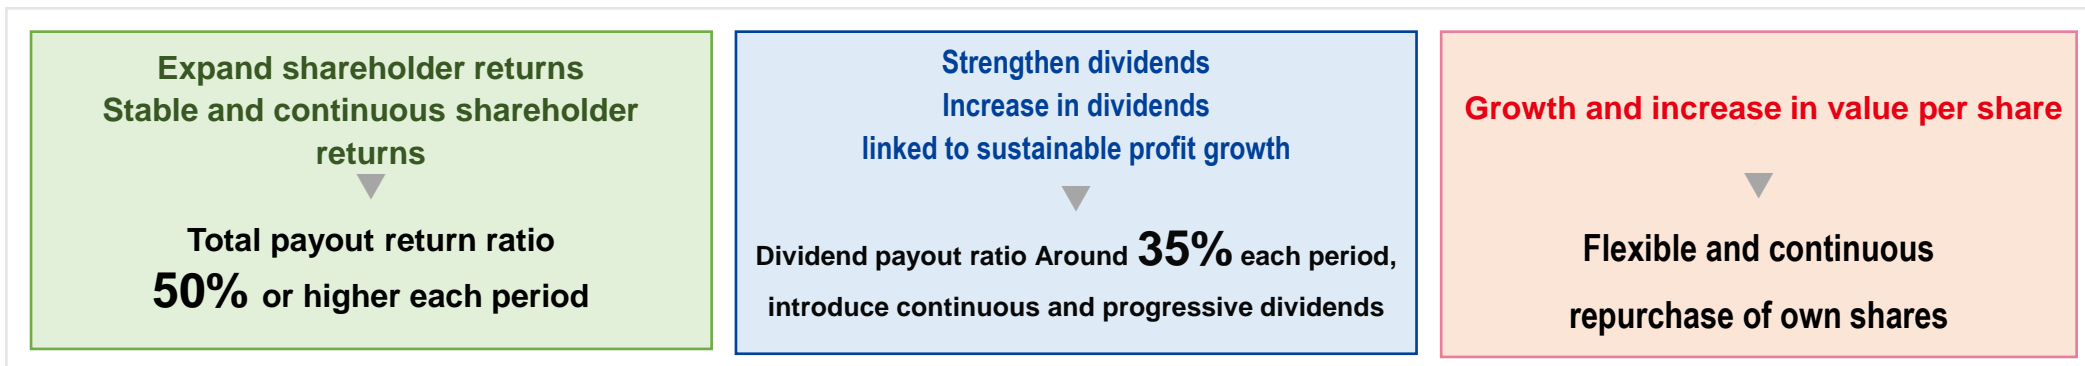 Expand shareholder returns
Stable and continuous shareholder
returns
Total payout return ratio
50% or higher each period
Strengthen dividends
Increase in dividends
linked to sustainable profit growth
Dividend payout ratio Around 35% each period,
introduce continuous and progressive dividends
Growth and increase in value per share
Flexible and continuous
repurchase of own shares